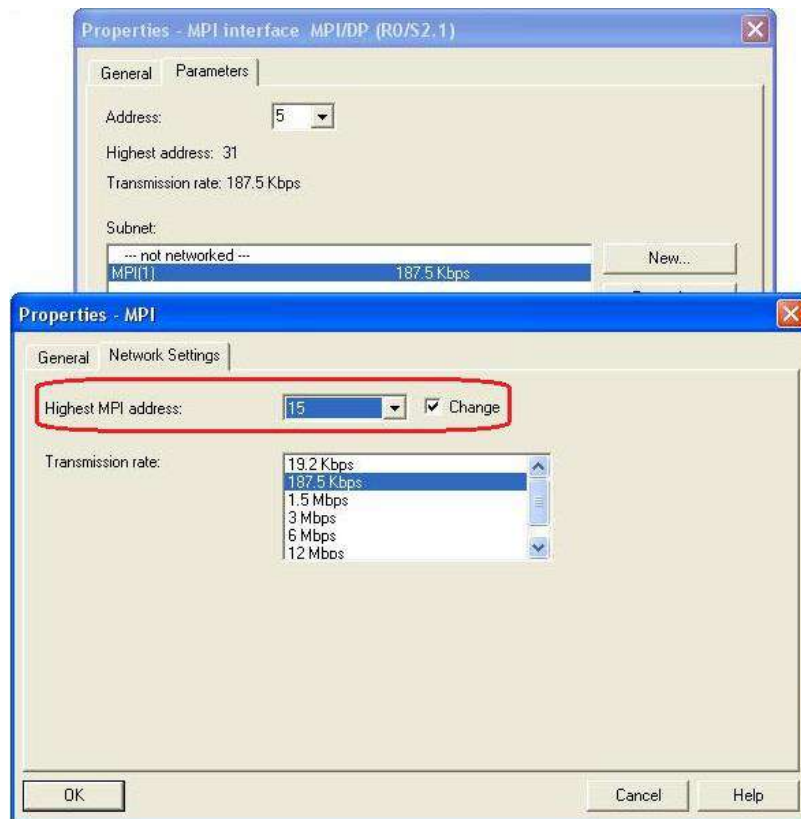 Properties - MPI interface MPI/DP (R0/S2.1)
General Parameters
Address: 5
Highest address: 31
Transmission rate: 187.5 Kbps
Subnet:
--- not networked ---
MPI(1) 187.5 Kbps
New...
Properties - MPI
General Network Settings
Highest MPI address: 15 Change
Transmission rate:
19.2 Kbps
187.5 Kbps
1.5 Mbps
3 Mbps
6 Mbps
12 Mbps
OK Cancel Help